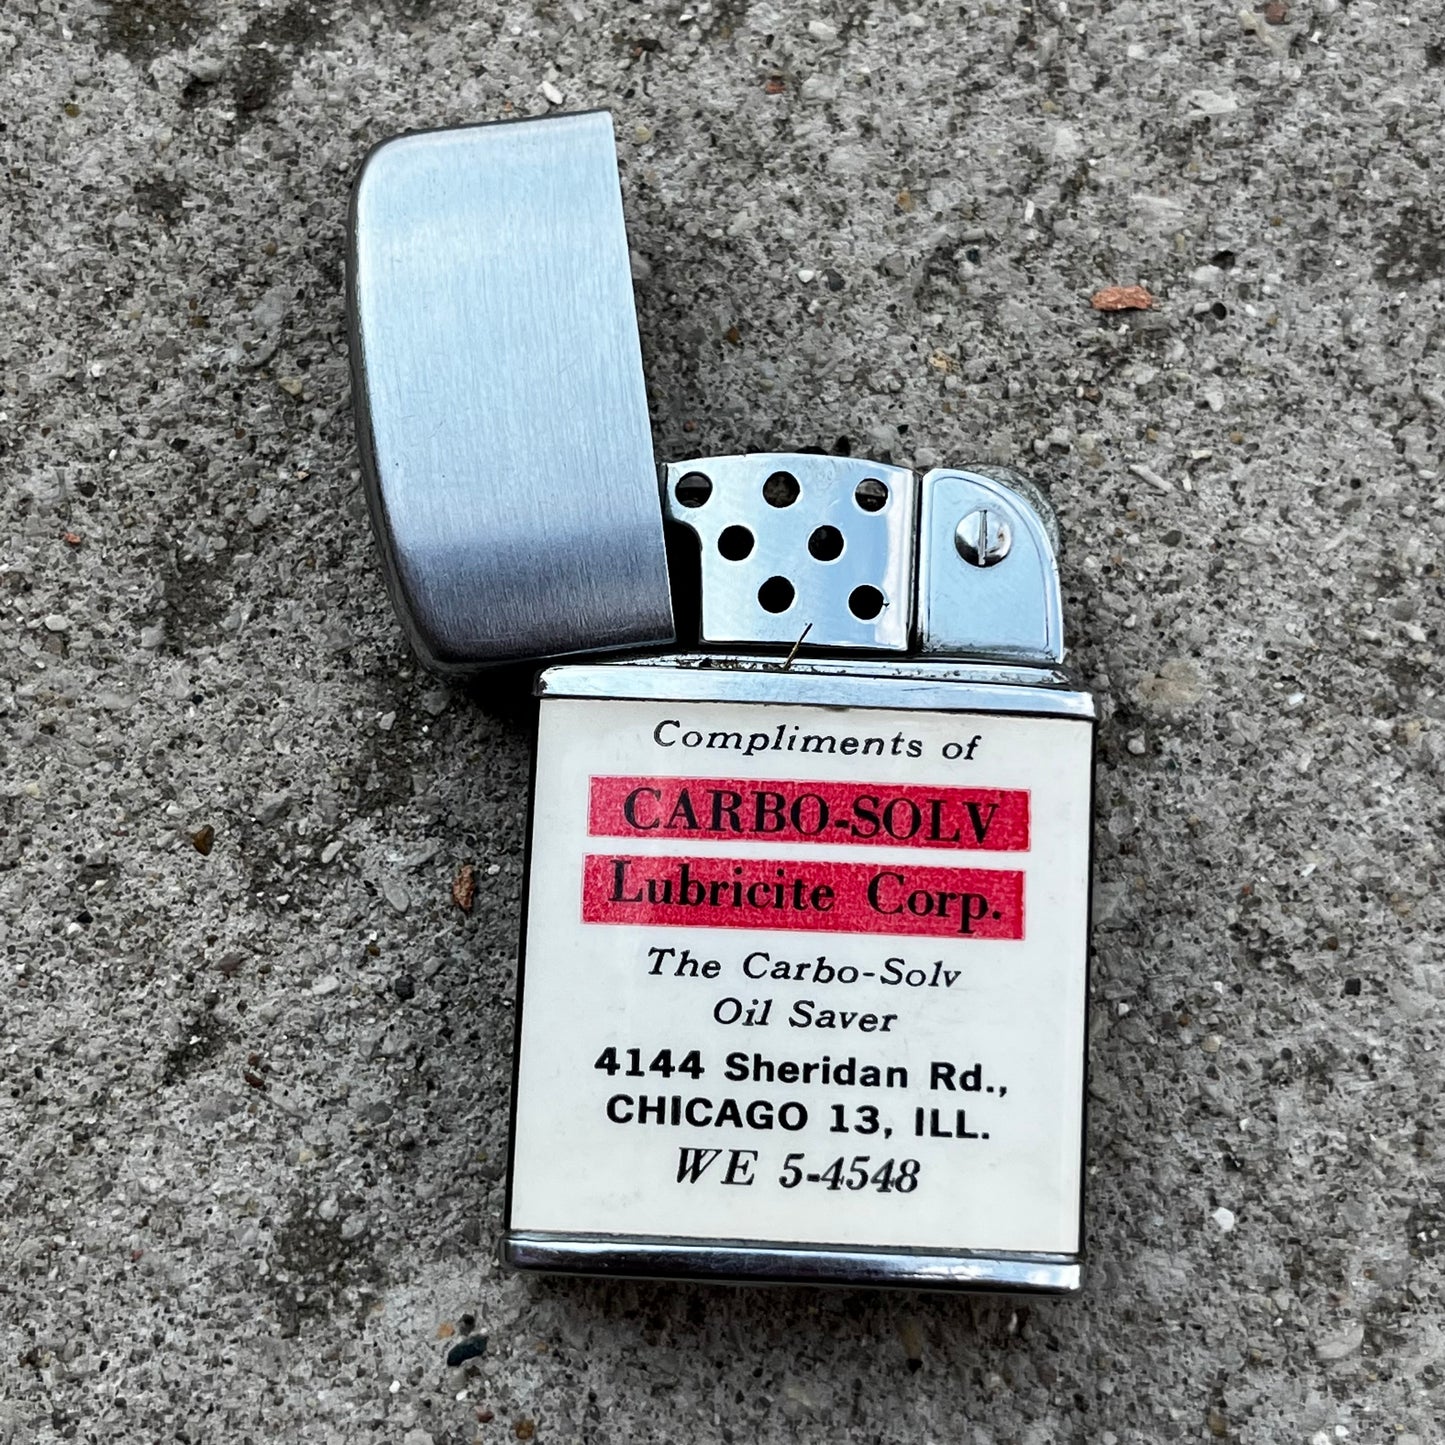 Compliments of
CARBO-SOLV
Lubricite Corp.
The Carbo-Solv
Oil Saver
4144 Sheridan Rd.,
CHICAGO 13, ILL.
WE 5-4548